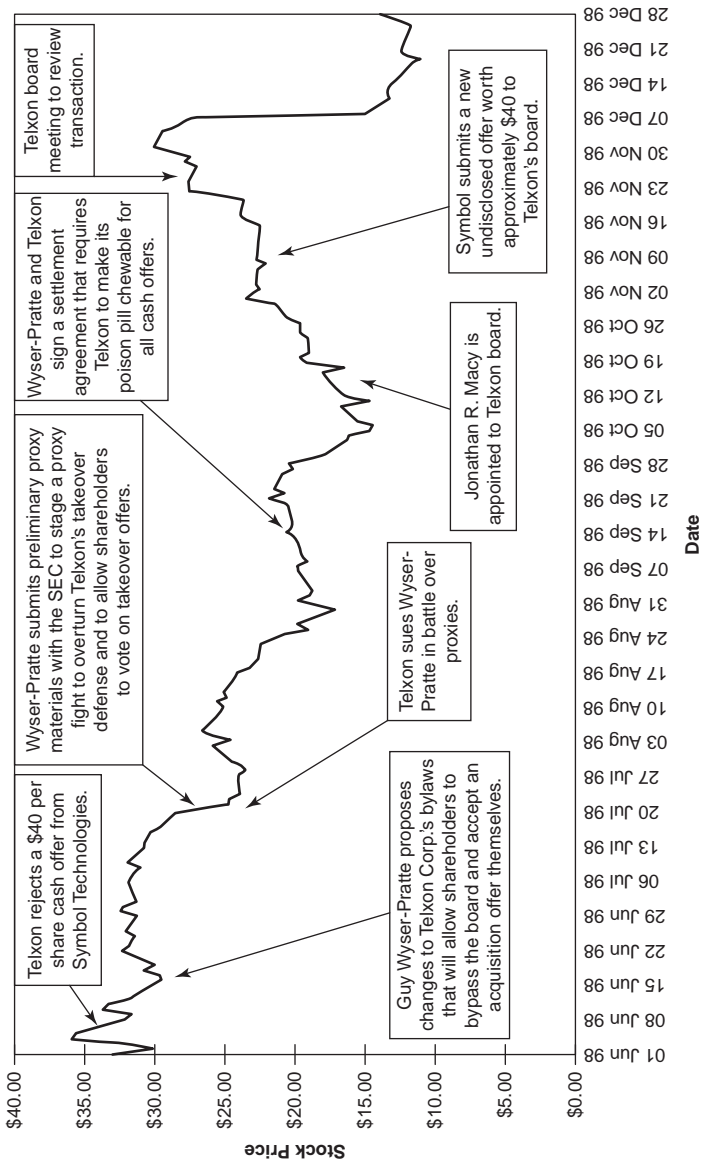 $40.00
$35.00
$30.00
$25.00
$20.00
$15.00
$10.00
$5.00
$0.00
Stock Price
Telxon rejects a $40 per
share cash offer from
Symbol Technologies.
Wyser-Pratte submits preliminary proxy
materials with the SEC to stage a proxy
fight to overturn Telxon's takeover
defense and to allow shareholders
to vote on takeover offers.
Wyser-Pratte and Telxon
sign a settlement
agreement that requires
Telxon to make its
poison pill chewable for
all cash offers.
Telxon board
meeting to review
transaction.
Guy Wyser-Pratte proposes
changes to Telxon Corp.'s bylaws
that will allow shareholders to
bypass the board and accept an
acquisition offer themselves.
Telxon sues Wyser-
Pratte in battle over
proxies.
Jonathan R. Macy is
appointed to Telxon board.
Symbol submits a new
undisclosed offer worth
approximately $40 to
Telxon's board.
01 Jun 98
08 Jun 98
15 Jun 98
22 Jun 98
29 Jun 98
06 Jul 98
13 Jul 98
20 Jul 98
27 Jul 98
03 Aug 98
10 Aug 98
17 Aug 98
24 Aug 98
31 Aug 98
07 Sep 98
14 Sep 98
21 Sep 98
28 Sep 98
05 Oct 98
12 Oct 98
19 Oct 98
26 Oct 98
02 Nov 98
09 Nov 98
16 Nov 98
23 Nov 98
30 Nov 98
07 Dec 98
14 Dec 98
21 Dec 98
28 Dec 98
Date